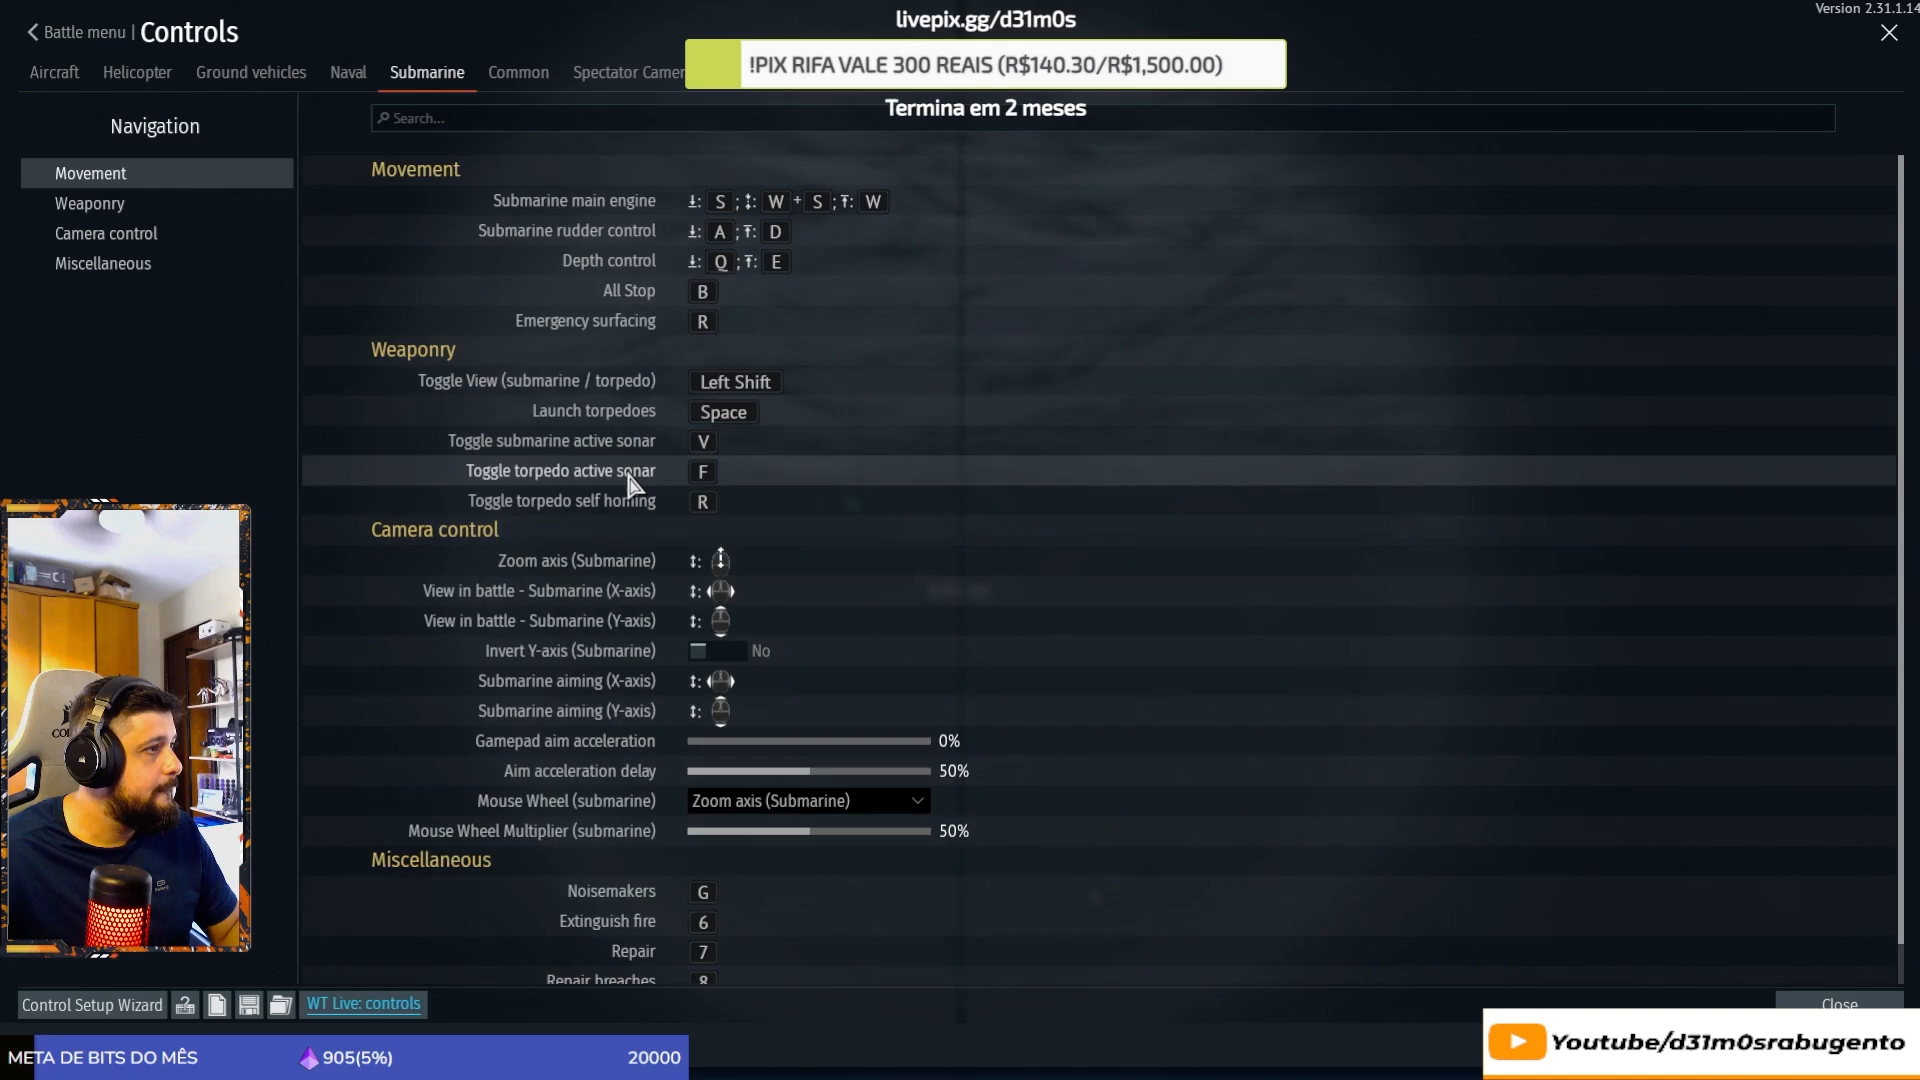 livepix.gg/d31m0s
Version 2.31.1.14
Battle menu | Controls
!PIX RIFA VALE 300 REAIS (R$140.30/R$1,500.00)
Aircraft Helicopter Ground vehicles Naval Submarine Common Spectator Camer
Termina em 2 meses
Search...
Navigation
Movement
Weaponry
Camera control
Miscellaneous
Movement
Submarine main engine S ; W + S ; W
Submarine rudder control A ; D
Depth control Q ; E
All Stop B
Emergency surfacing R
Weaponry
Toggle View (submarine / torpedo) Left Shift
Launch torpedoes Space
Toggle submarine active sonar V
Toggle torpedo active sonar F
Toggle torpedo self homing R
Camera control
Zoom axis (Submarine)
View in battle - Submarine (X-axis)
View in battle - Submarine (Y-axis)
Invert Y-axis (Submarine) No
Submarine aiming (X-axis)
Submarine aiming (Y-axis)
Gamepad aim acceleration 0%
Aim acceleration delay 50%
Mouse Wheel (submarine) Zoom axis (Submarine)
Mouse Wheel Multiplier (submarine) 50%
Miscellaneous
Noisemakers G
Extinguish fire 6
Repair 7
Repair breaches 8
Control Setup Wizard WT Live: controls Close
META DE BITS DO MÊS 905(5%) 20000
Youtube/d31m0srabugento